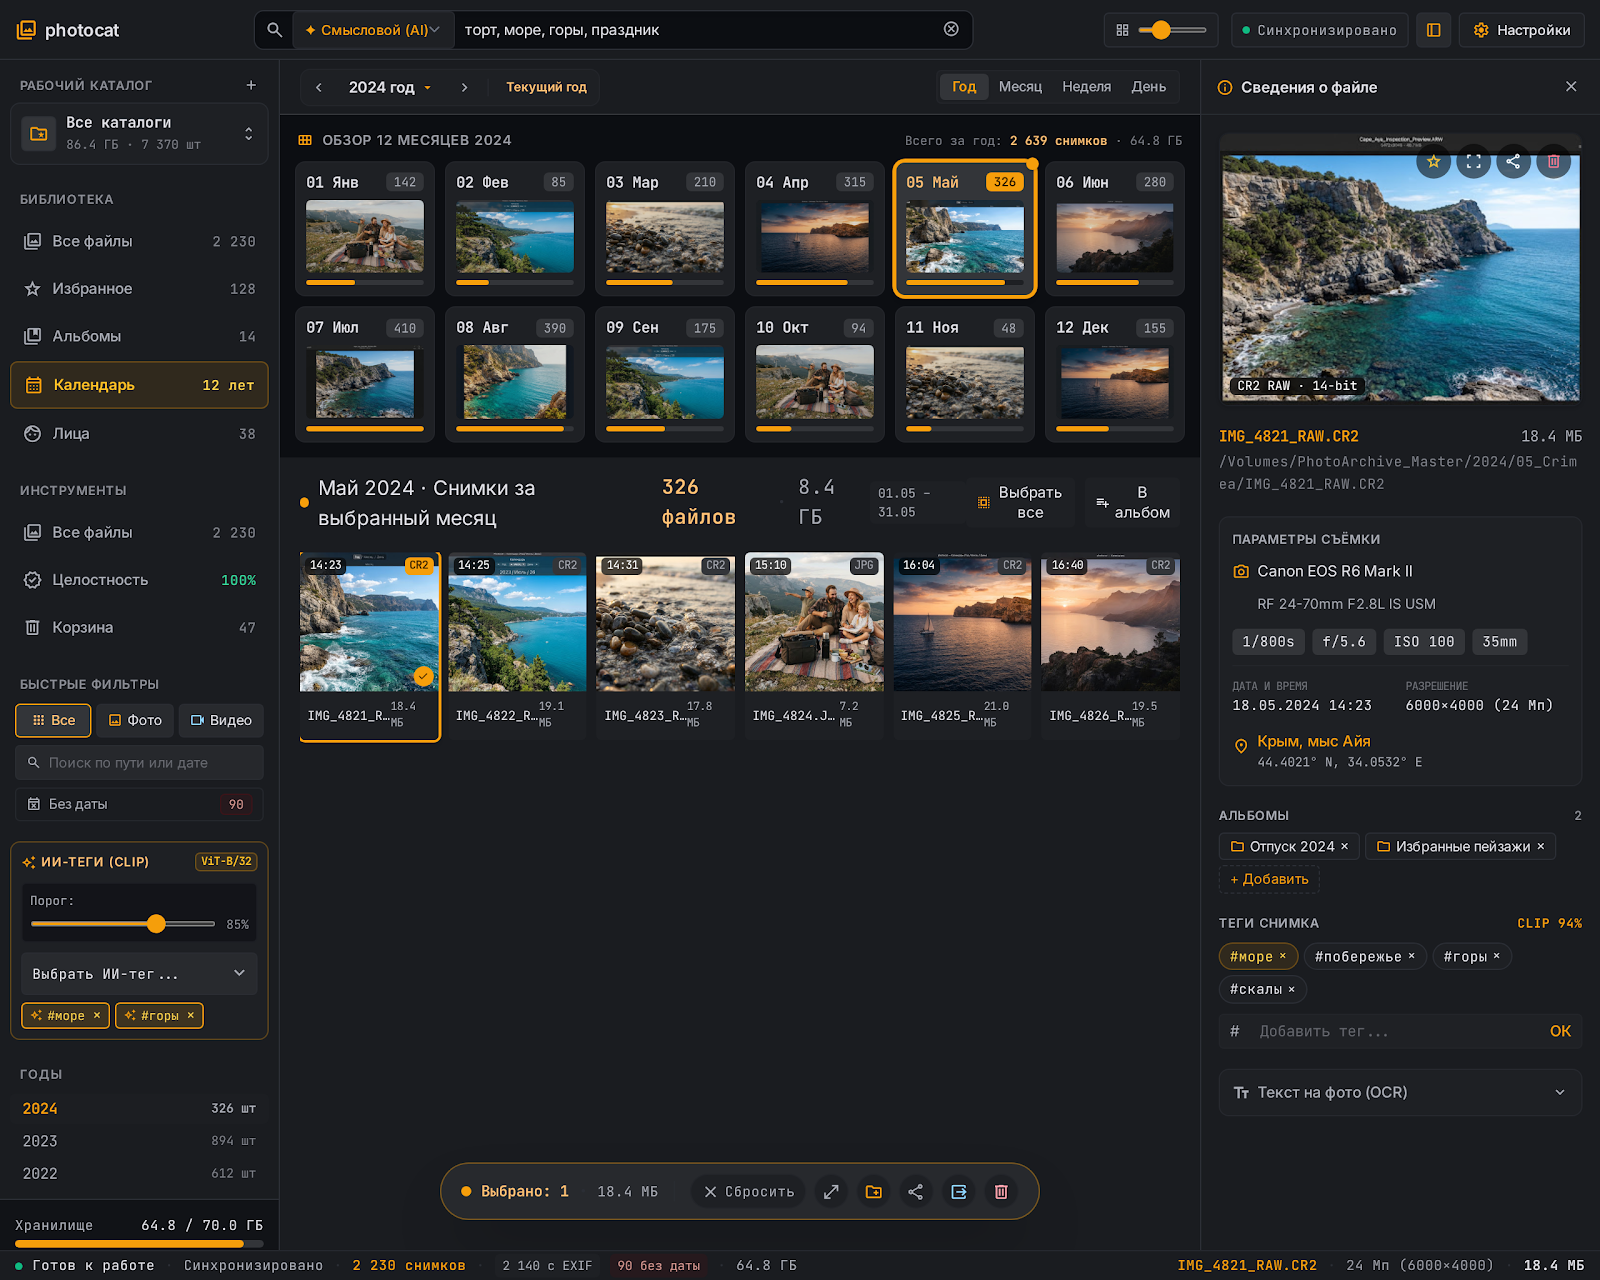 photocat
Смысловой (AI)
торт, море, горы, праздник
Синхронизировано
Настройки
РАБОЧИЙ КАТАЛОГ
Все каталоги
86.4 ГБ · 7 370 шт
БИБЛИОТЕКА
Все файлы 2 230
Избранное 128
Альбомы 14
Календарь 12 лет
Лица 38
ИНСТРУМЕНТЫ
Все файлы 2 230
Целостность 100%
Корзина 47
БЫСТРЫЕ ФИЛЬТРЫ
Все Фото Видео
Поиск по пути или дате
Без даты 90
ИИ-ТЕГИ (CLIP) ViT-B/32
Порог:
85%
Выбрать ИИ-тег...
#море × #горы ×
ГОДЫ
2024 326 шт
2023 894 шт
2022 612 шт
Хранилище 64.8 / 70.0 ГБ
2024 год
Текущий год
Год Месяц Неделя День
ОБЗОР 12 МЕСЯЦЕВ 2024
Всего за год: 2 639 снимков · 64.8 ГБ
01 Янв 142
02 Фев 85
03 Мар 210
04 Апр 315
05 Май 326
06 Июн 280
07 Июл 410
08 Авг 390
09 Сен 175
10 Окт 94
11 Ноя 48
12 Дек 155
Май 2024 · Снимки за выбранный месяц
326 файлов
·
8.4 ГБ
01.05 – 31.05
Выбрать все
В альбом
14:23 CR2
14:25 CR2
14:31 CR2
15:10 JPG
16:04 CR2
16:40 CR2
IMG_4821_R… 18.4 МБ
IMG_4822_R… 19.1 МБ
IMG_4823_R… 17.8 МБ
IMG_4824.J… 7.2 МБ
IMG_4825_R… 21.0 МБ
IMG_4826_R… 19.5 МБ
Выбрано: 1 18.4 МБ
Сбросить
Сведения о файле
Cape_Aya_Inspection_Preview.ARW
CR2 RAW · 14-bit
IMG_4821_RAW.CR2 18.4 МБ
/Volumes/PhotoArchive_Master/2024/05_Crim
ea/IMG_4821_RAW.CR2
ПАРАМЕТРЫ СЪЁМКИ
Canon EOS R6 Mark II
RF 24-70mm F2.8L IS USM
1/800s f/5.6 ISO 100 35mm
ДАТА И ВРЕМЯ РАЗРЕШЕНИЕ
18.05.2024 14:23 6000×4000 (24 Мп)
Крым, мыс Айя
44.4021° N, 34.0532° E
АЛЬБОМЫ 2
Отпуск 2024 × Избранные пейзажи ×
+ Добавить
ТЕГИ СНИМКА CLIP 94%
#море × #побережье × #горы ×
#скалы ×
# Добавить тег... OK
Текст на фото (OCR)
Готов к работе · Синхронизировано · 2 230 снимков 2 140 с EXIF 90 без даты · 64.8 ГБ
IMG_4821_RAW.CR2 · 24 Мп (6000×4000) · 18.4 МБ